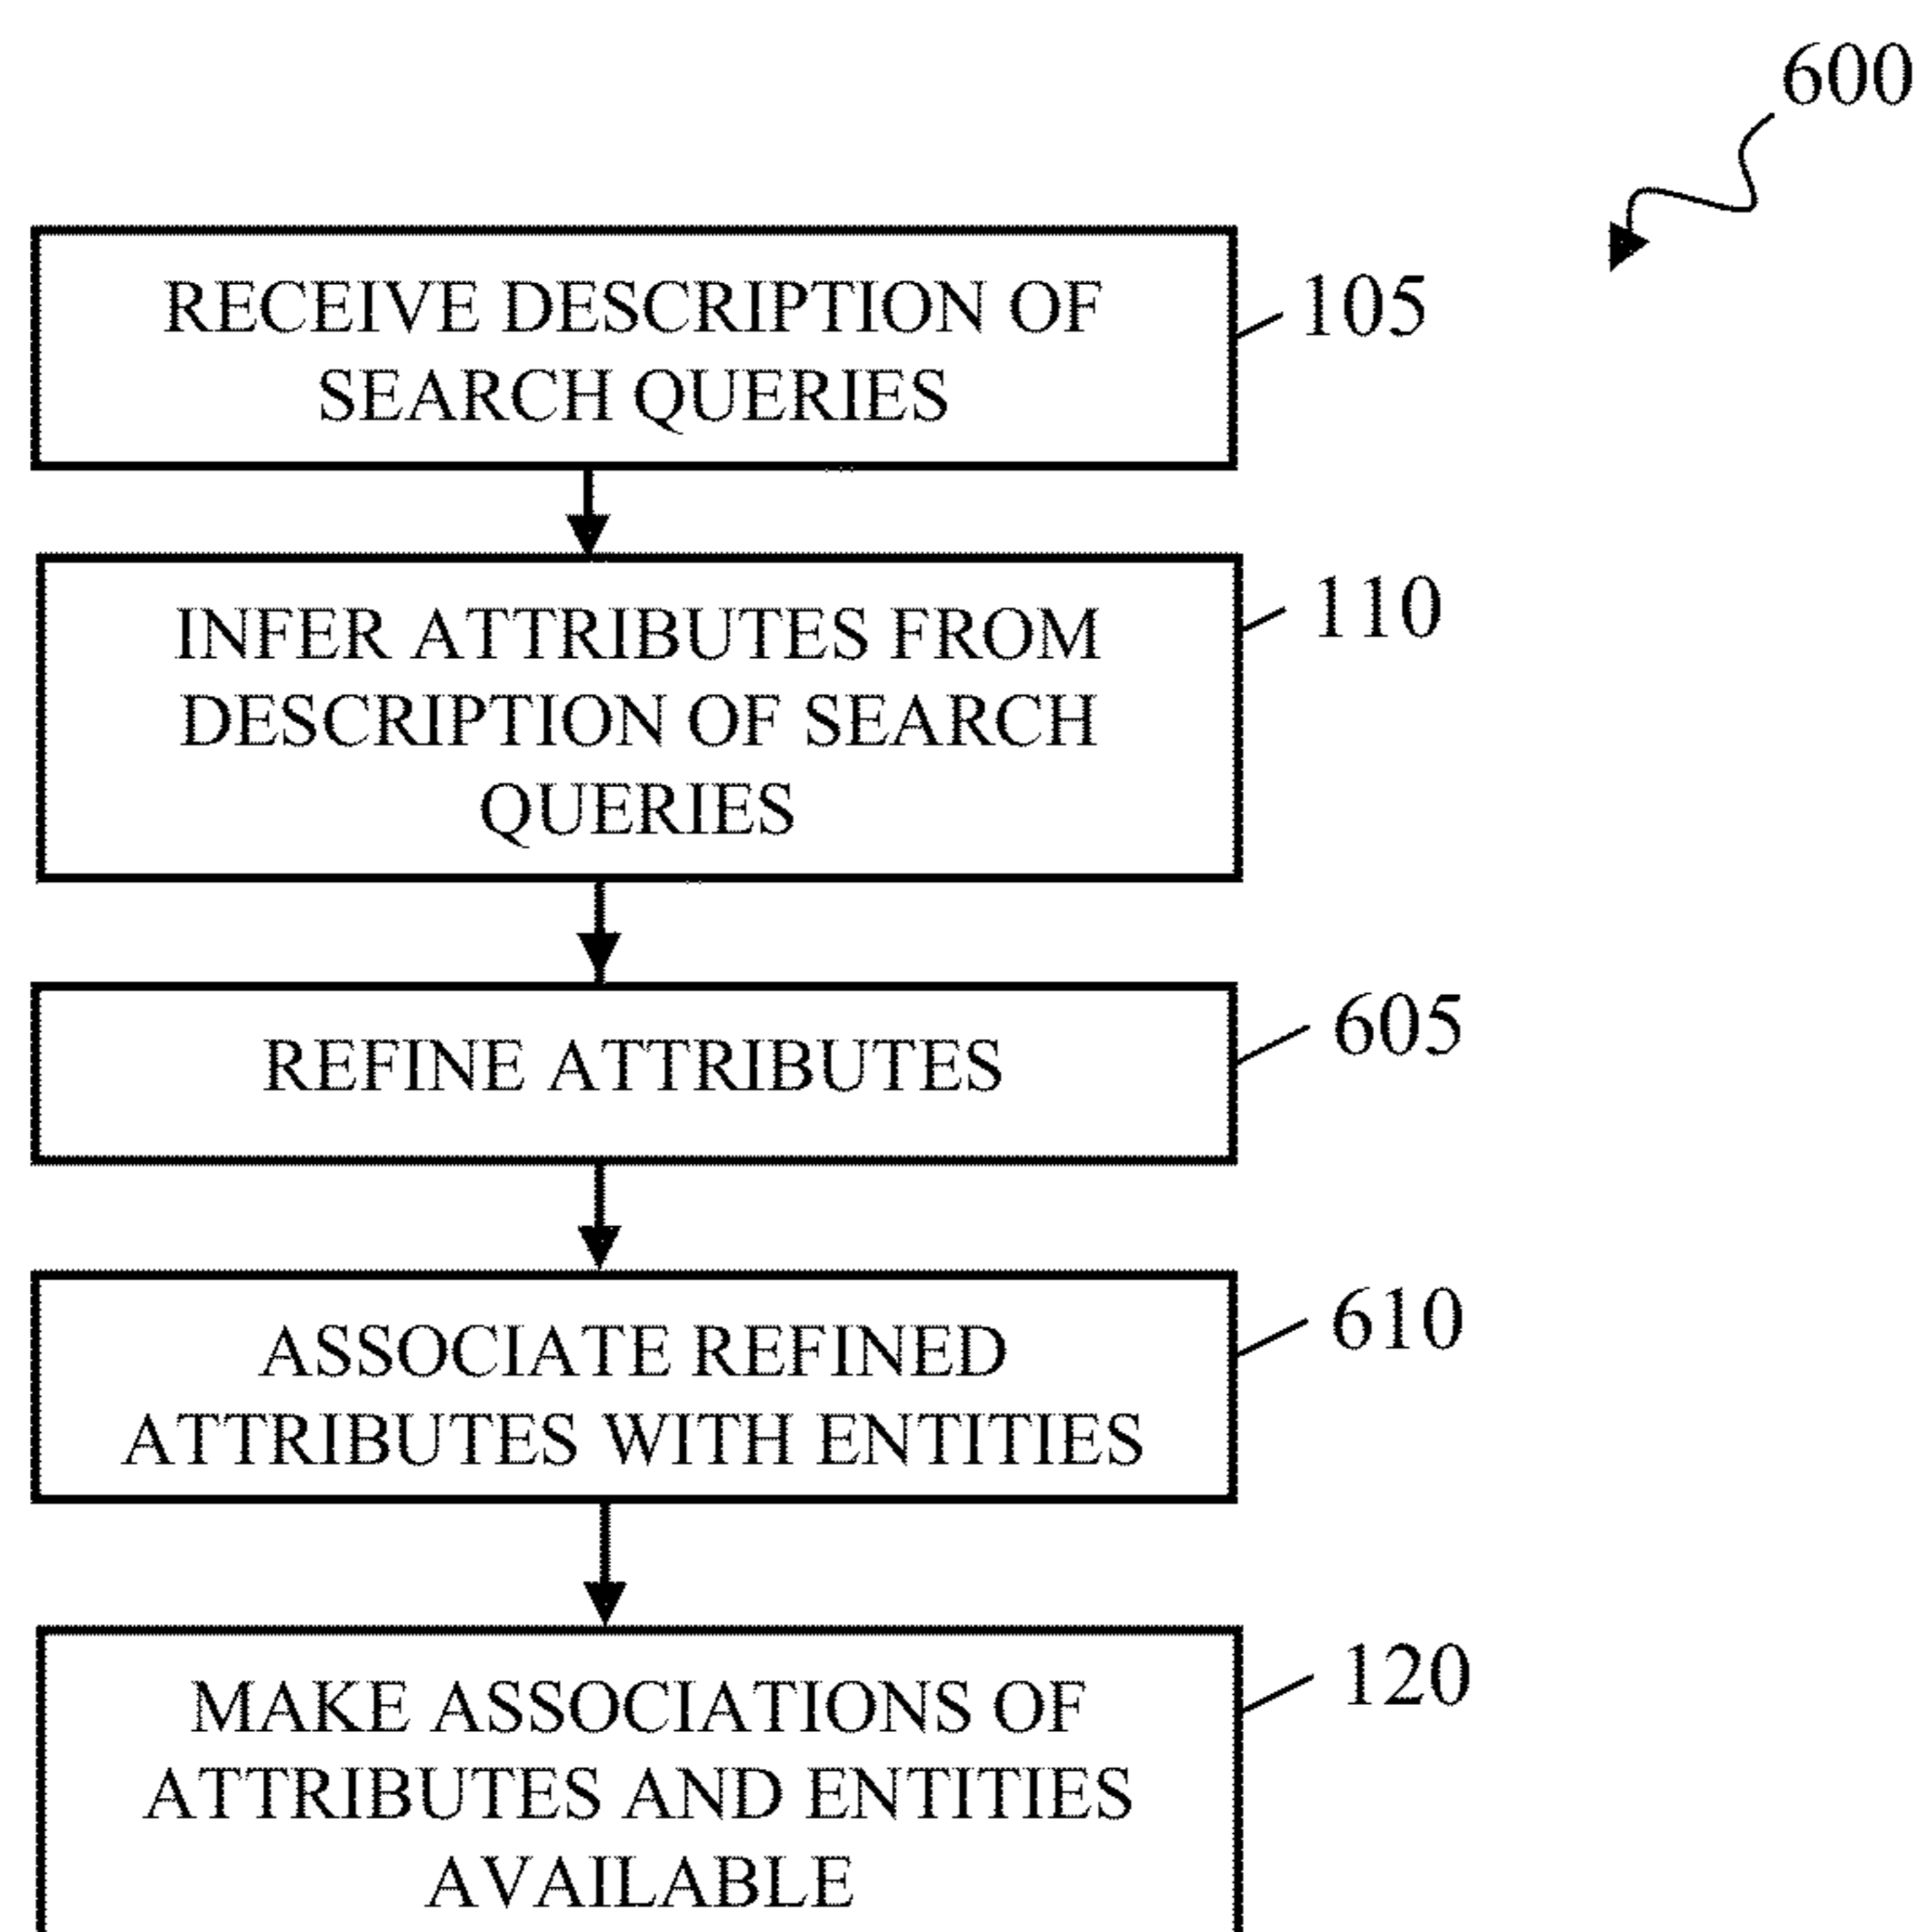 600
RECEIVE DESCRIPTION OF
SEARCH QUERIES
105
INFER ATTRIBUTES FROM
DESCRIPTION OF SEARCH
QUERIES
110
REFINE ATTRIBUTES
605
ASSOCIATE REFINED
ATTRIBUTES WITH ENTITIES
610
MAKE ASSOCIATIONS OF
ATTRIBUTES AND ENTITIES
AVAILABLE
120